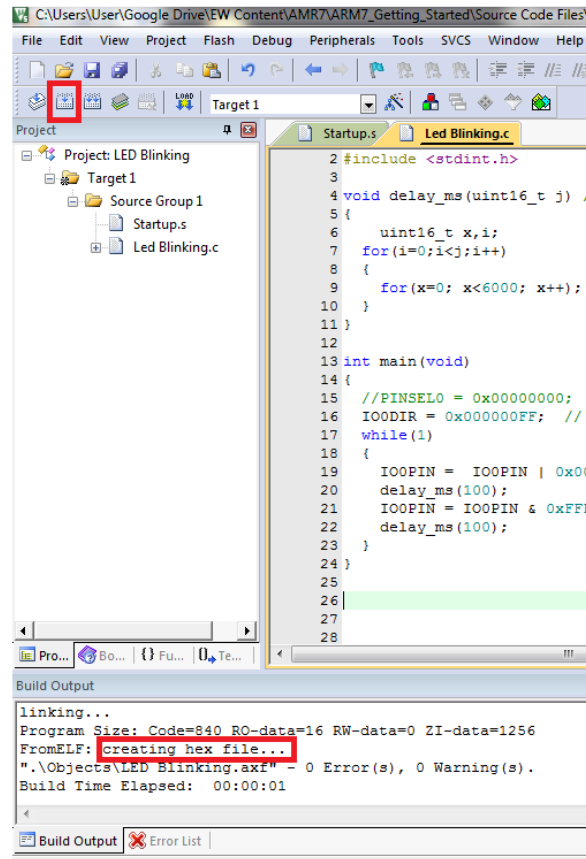 C:\Users\User\Google Drive\EW Content\AMR7\ARM7_Getting_Started\Source Code Files\
File Edit View Project Flash Debug Peripherals Tools SVCS Window Help
LOAD Target 1
Project
Project: LED Blinking
Target 1
Source Group 1
Startup.s
Led Blinking.c
Startup.s Led Blinking.c
2 #include <stdint.h>
3
4 void delay_ms(uint16_t j) /
5 {
6 uint16_t x,i;
7 for(i=0;i<j;i++)
8 {
9 for(x=0; x<6000; x++);
10 }
11 }
12
13 int main(void)
14 {
15 //PINSEL0 = 0x00000000;
16 IO0DIR = 0x000000FF; //
17 while(1)
18 {
19 IO0PIN = IO0PIN | 0x00
20 delay_ms(100);
21 IO0PIN = IO0PIN & 0xFFF
22 delay_ms(100);
23 }
24 }
25
26
27
28
Pro... Bo... {} Fu... 0 Te...
Build Output
linking...
Program Size: Code=840 RO-data=16 RW-data=0 ZI-data=1256
FromELF: creating hex file...
".\Objects\LED Blinking.axf" - 0 Error(s), 0 Warning(s).
Build Time Elapsed: 00:00:01
Build Output Error List